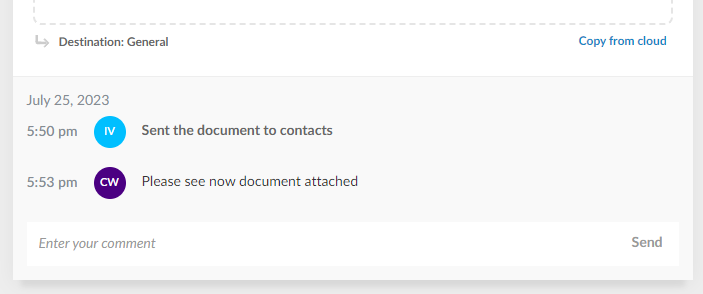 Destination: General
Copy from cloud
July 25, 2023
5:50 pm IV Sent the document to contacts
5:53 pm CW Please see now document attached
Enter your comment
Send